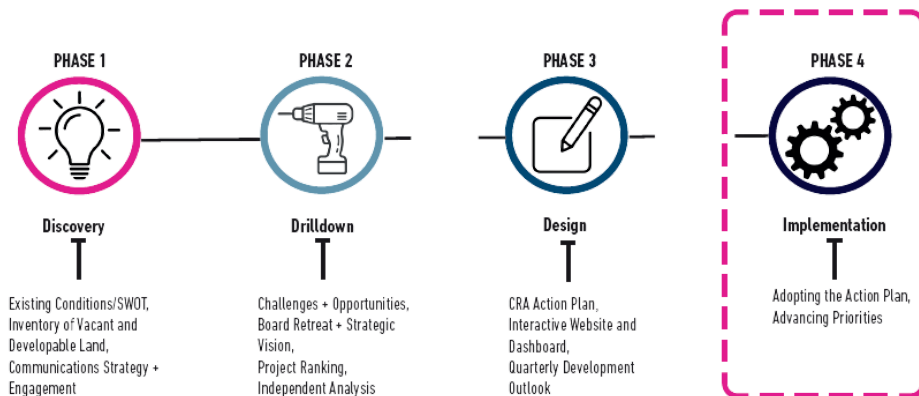 PHASE 1
Discovery
Existing Conditions/SWOT,
Inventory of Vacant and
Developable Land,
Communications Strategy +
Engagement
PHASE 2
Drilldown
Challenges + Opportunities,
Board Retreat + Strategic
Vision,
Project Ranking,
Independent Analysis
PHASE 3
Design
CRA Action Plan,
Interactive Website and
Dashboard,
Quarterly Development
Outlook
PHASE 4
Implementation
Adopting the Action Plan,
Advancing Priorities